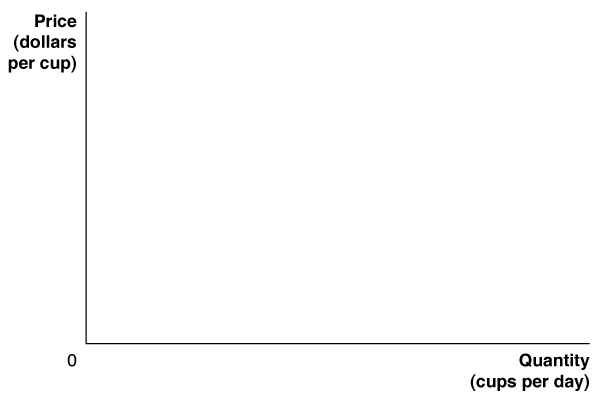 Price
(dollars
per cup)
0
Quantity
(cups per day)